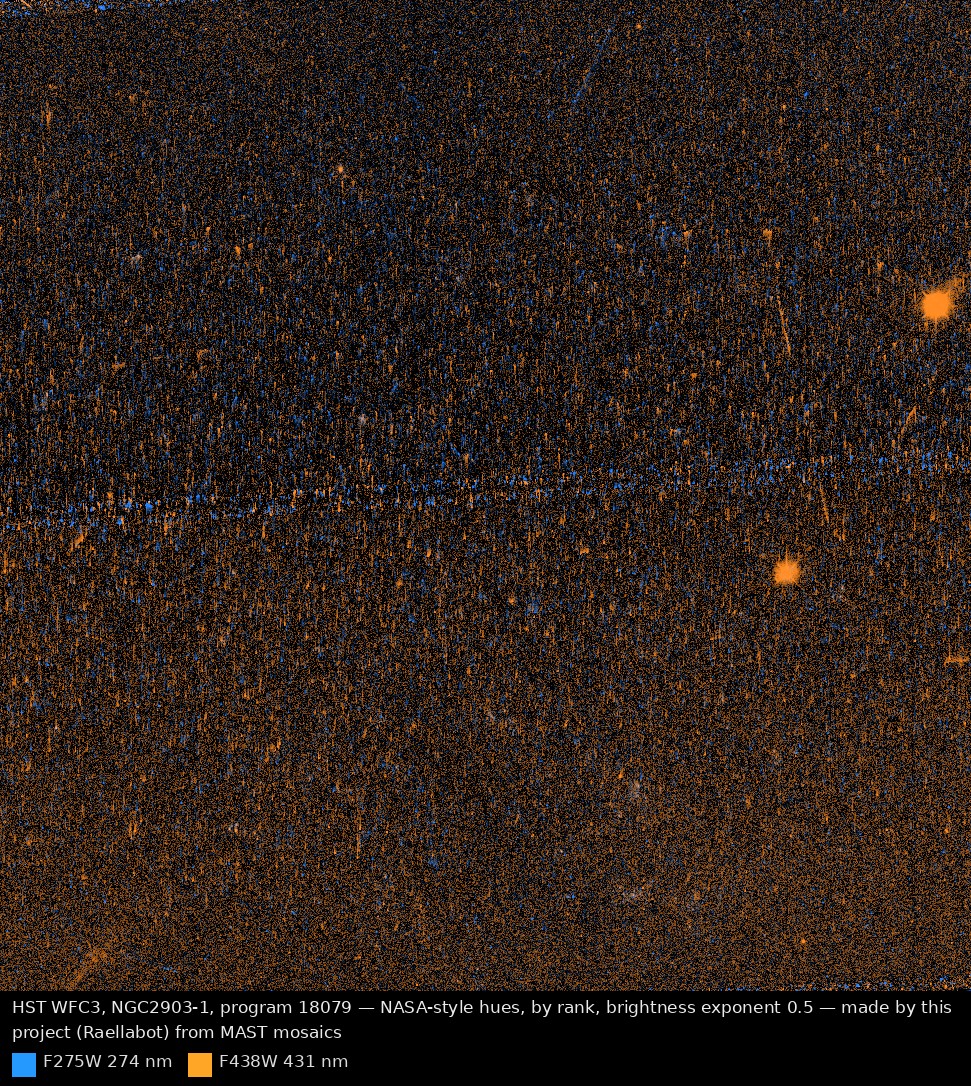 HST WFC3, NGC2903-1, program 18079 — NASA-style hues, by rank, brightness exponent 0.5 — made by this
project (Raellabot) from MAST mosaics
F275W 274 nm F438W 431 nm